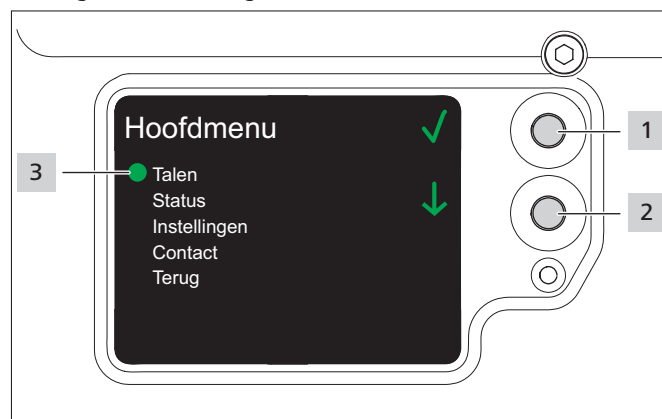 Hoofdmenu
Talen
Status
Instellingen
Contact
Terug
1
2
3